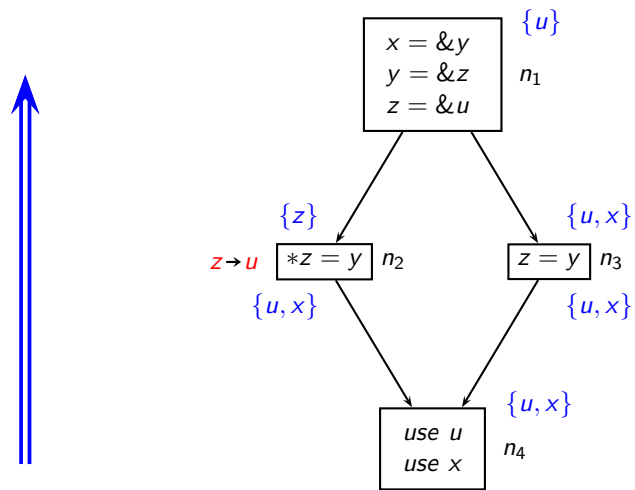 {u}
x = &y
y = &z
z = &u
n₁
{z}
{u, x}
z→u
*z = y
n₂
z = y
n₃
{u, x}
{u, x}
{u, x}
use u
use x
n₄